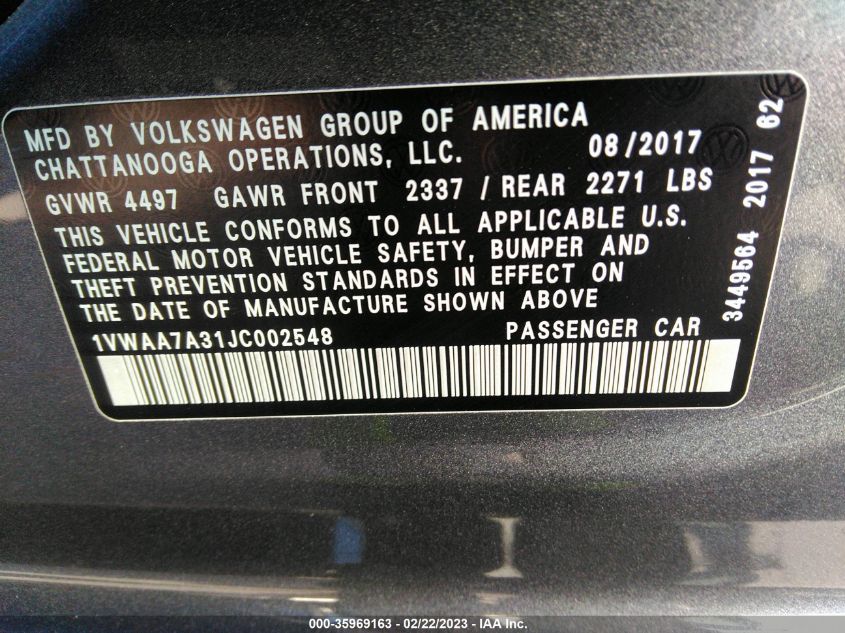 MFD BY VOLKSWAGEN GROUP OF AMERICA
CHATTANOOGA OPERATIONS, LLC. 08/2017
GVWR 4497 GAWR FRONT 2337 / REAR 2271 LBS
THIS VEHICLE CONFORMS TO ALL APPLICABLE U.S.
FEDERAL MOTOR VEHICLE SAFETY, BUMPER AND
THEFT PREVENTION STANDARDS IN EFFECT ON
THE DATE OF MANUFACTURE SHOWN ABOVE
1VWAA7A31JC002548 PASSENGER CAR
3449564 2017 62
000-35969163 - 02/22/2023 - IAA Inc.